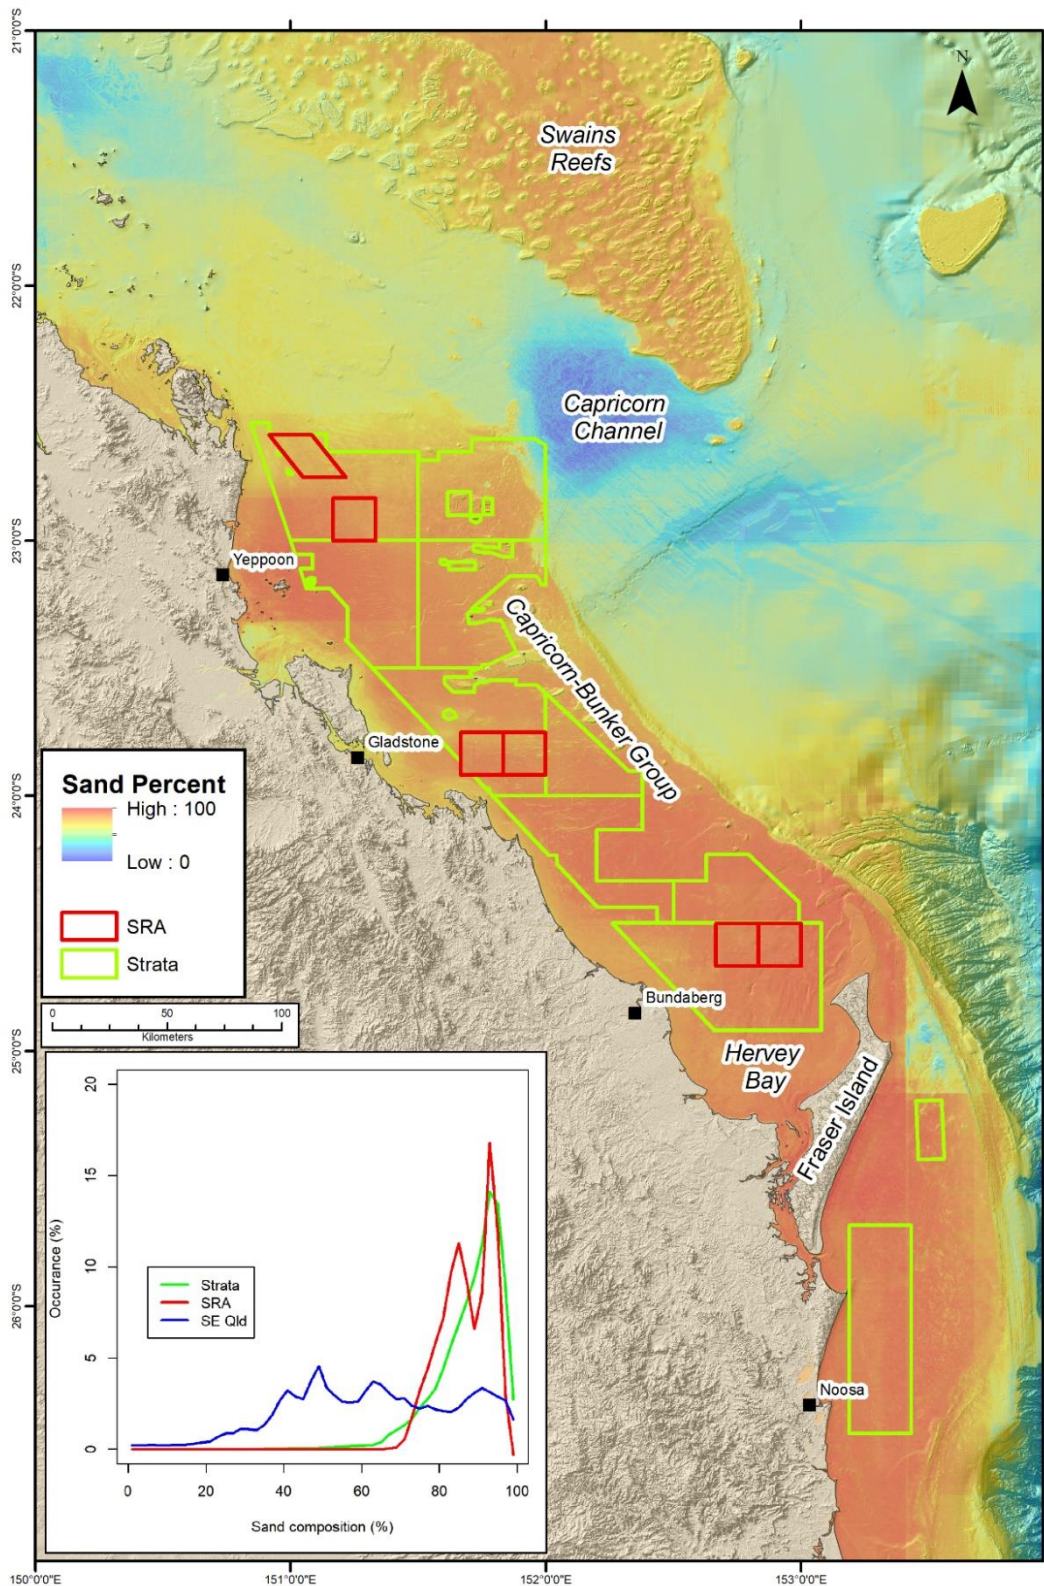 21°0'0"S
N
Swains
Reefs
22°0'0"S
Capricorn
Channel
23°0'0"S
Yeppoon
Capricorn-Bunker Group
Gladstone
Sand Percent
High : 100
Low : 0
SRA
Strata
24°0'0"S
0 50 100
Kilometers
Bundaberg
25°0'0"S
Hervey
Bay
Fraser Island
26°0'0"S
Noosa
20
15
10
5
0
Occurance (%)
Strata
SRA
SE Qld
0 20 40 60 80 100
Sand composition (%)
150°0'0"E 151°0'0"E 152°0'0"E 153°0'0"E